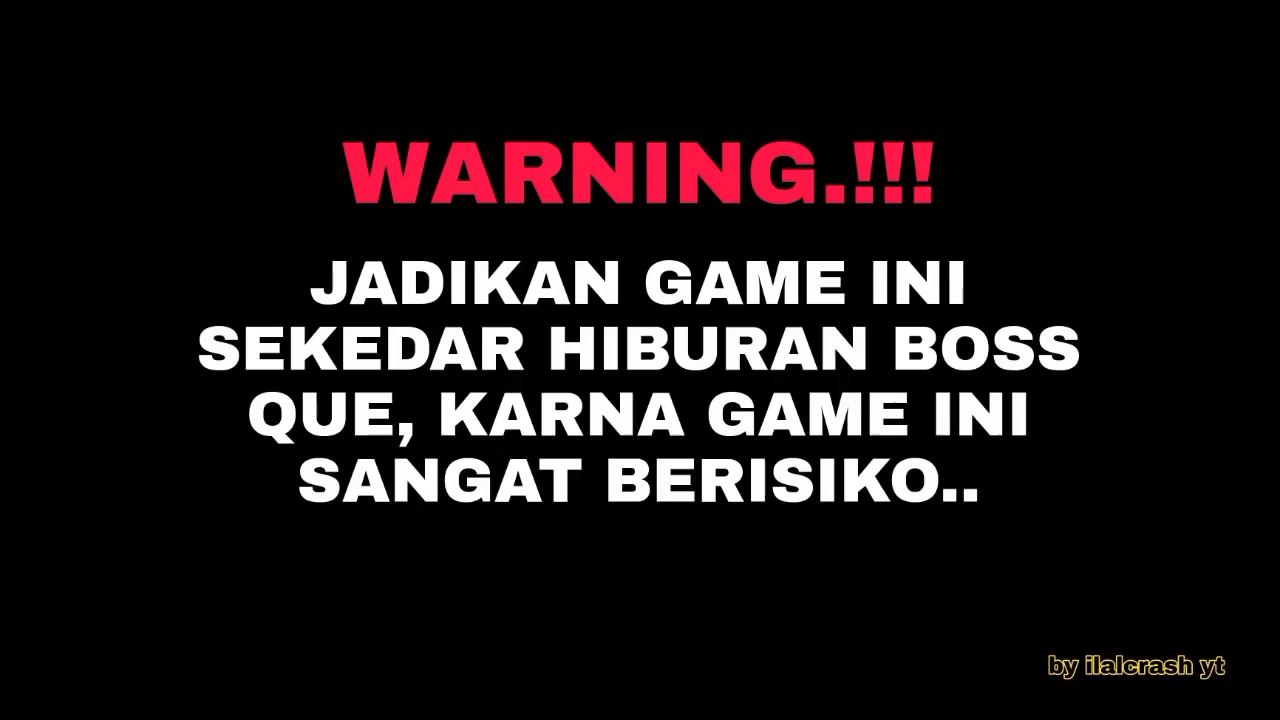 WARNING.!!!
JADIKAN GAME INI
SEKEDAR HIBURAN BOSS
QUE, KARNA GAME INI
SANGAT BERISIKO..
by ilalcrash yt